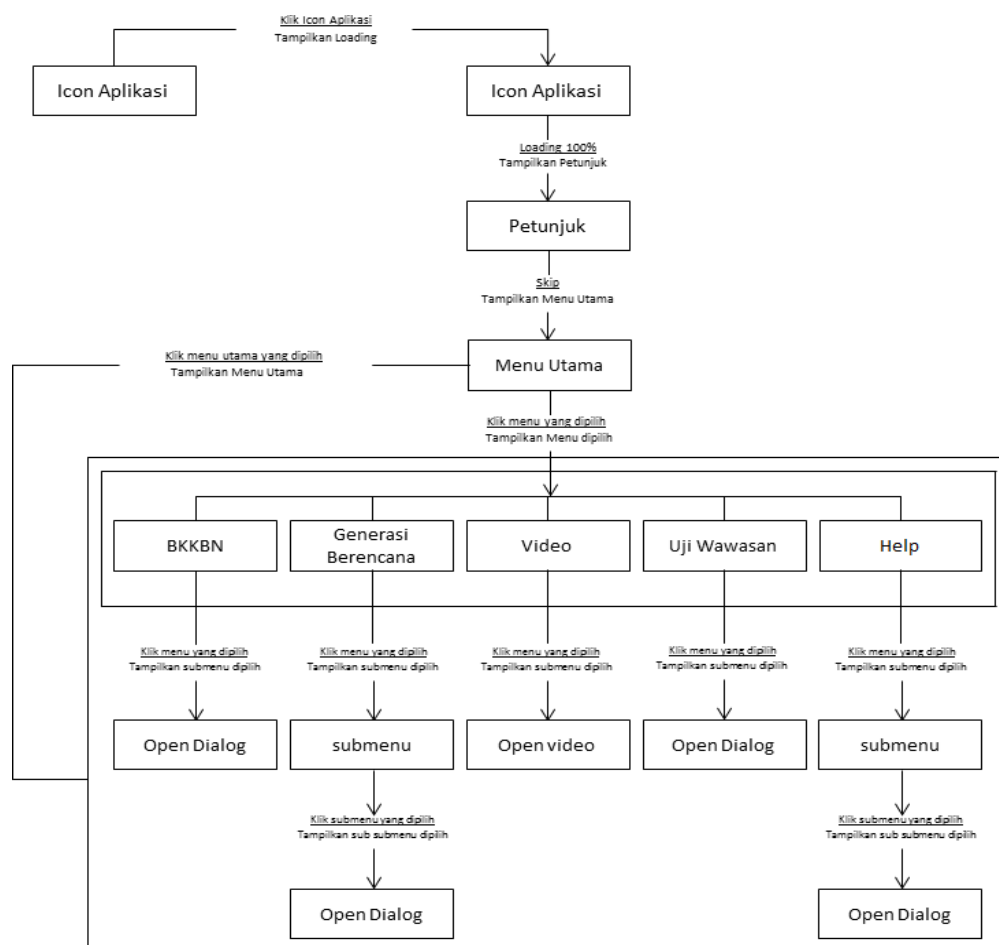 Klik Icon Aplikasi
Tampilkan Loading
Icon Aplikasi
Icon Aplikasi
Loading 100%
Tampilkan Petunjuk
Petunjuk
Skip
Tampilkan Menu Utama
Klik menu utama yang dipilih
Tampilkan Menu Utama
Menu Utama
Klik menu yang dipilih
Tampilkan Menu dipilih
BKKBN
Generasi
Berencana
Video
Uji Wawasan
Help
Klik menu yang dipilih
Tampilkan submenu dipilih
Klik menu yang dipilih
Tampilkan submenu dipilih
Klik menu yang dipilih
Tampilkan submenu dipilih
Klik menu yang dipilih
Tampilkan submenu dipilih
Klik menu yang dipilih
Tampilkan submenu dipilih
Open Dialog
submenu
Open video
Open Dialog
submenu
Klik submenu yang dipilih
Tampilkan sub submenu dipilih
Klik submenu yang dipilih
Tampilkan sub submenu dipilih
Open Dialog
Open Dialog